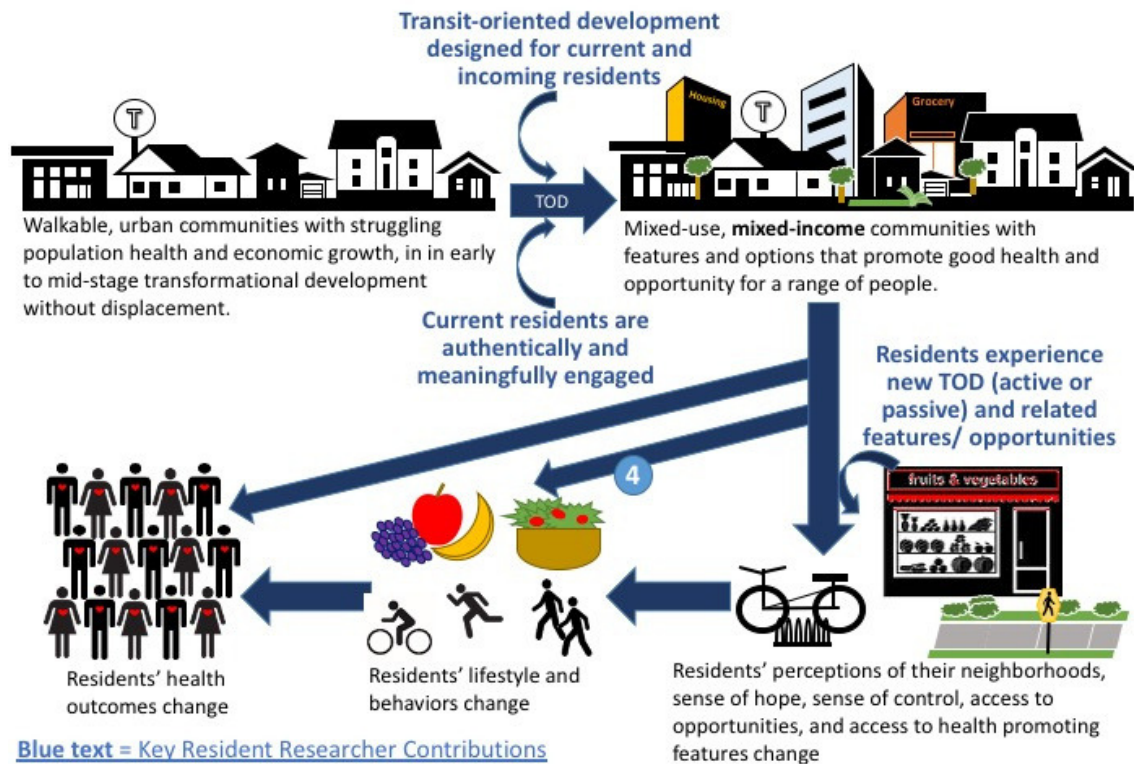 Transit-oriented development
designed for current and
incoming residents
T
Housing
T
Grocery
TOD
Walkable, urban communities with struggling
population health and economic growth, in in early
to mid-stage transformational development
without displacement.
Mixed-use, mixed-income communities with
features and options that promote good health and
opportunity for a range of people.
Current residents are
authentically and
meaningfully engaged
Residents experience
new TOD (active or
passive) and related
features/ opportunities
4
fruits & vegetables
Residents’ health
outcomes change
Residents’ lifestyle and
behaviors change
Residents’ perceptions of their neighborhoods,
sense of hope, sense of control, access to
opportunities, and access to health promoting
features change
Blue text = Key Resident Researcher Contributions